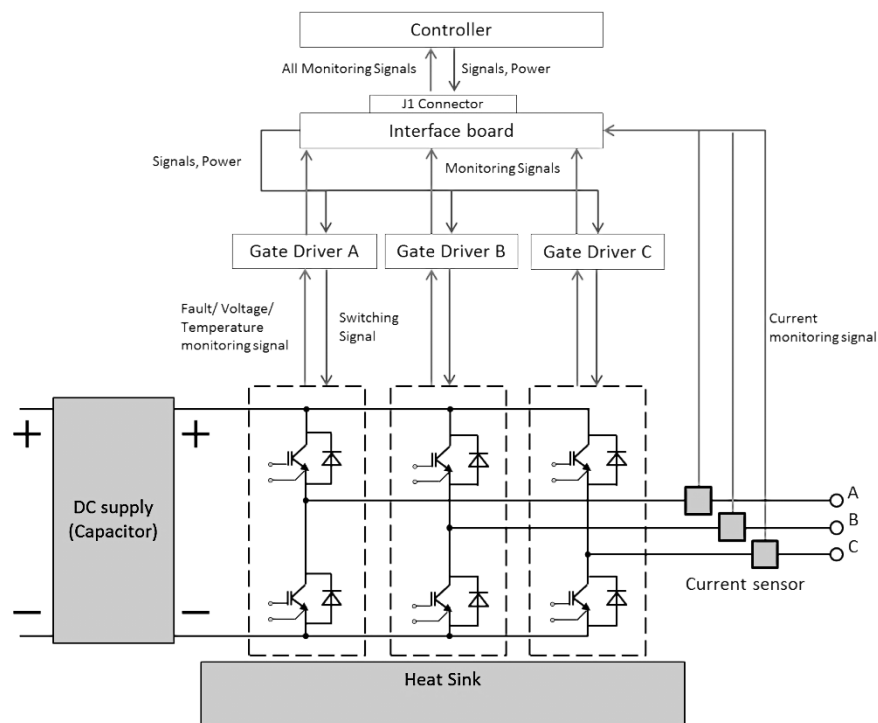 Controller
All Monitoring Signals
Signals, Power
J1 Connector
Interface board
Signals, Power
Monitoring Signals
Gate Driver A
Gate Driver B
Gate Driver C
Fault/ Voltage/
Temperature
monitoring signal
Switching
Signal
Current
monitoring signal
+
+
DC supply
(Capacitor)
A
B
C
Current sensor
−
−
Heat Sink